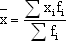 x̅ = ∑ xᵢfᵢ / ∑ fᵢ